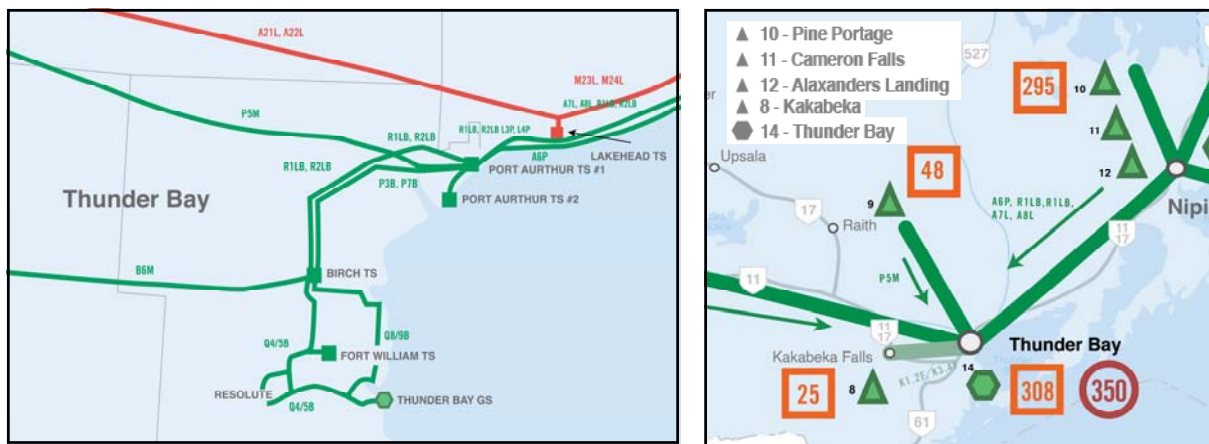 A21L, A22L
M23L, M24L
A7L, A8L, R1LB, R2LB
P5M
R1LB, R2LB
R1LB, R2LB L3P, L4P
LAKEHEAD TS
A6P
R1LB, R2LB
PORT AURTHUR TS #1
P3B. P7B
Thunder Bay
PORT AURTHUR TS #2
B6M
BIRCH TS
Q8/9B
Q4/5B
FORT WILLIAM TS
RESOLUTE
Q4/5B
THUNDER BAY GS
10 - Pine Portage
11 - Cameron Falls
12 - Alaxanders Landing
8 - Kakabeka
14 - Thunder Bay
527
295
10
11
12
Upsala
48
9
17
Raith
A6P, R1LB,R1LB,
A7L, A8L
11
17
Nipi
11
P5M
11
17
Kakabeka Falls
Thunder Bay
25
8
14
308
350
61